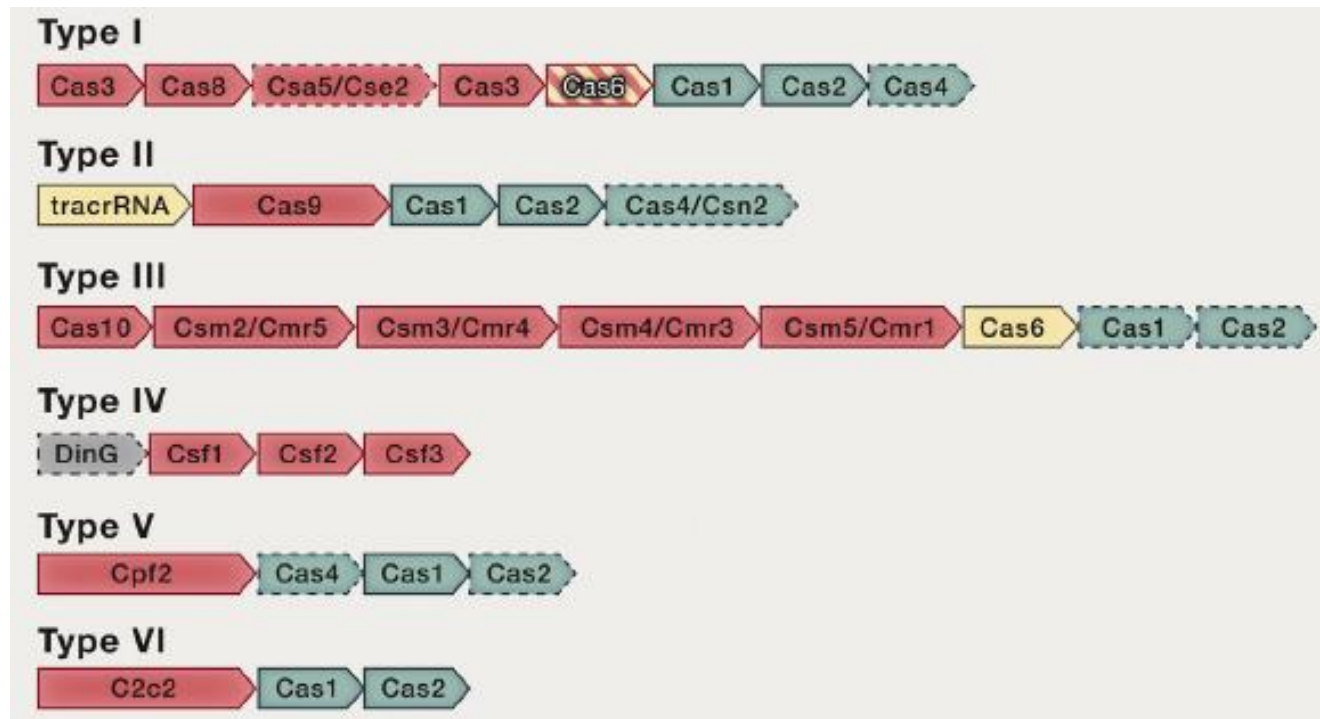 Type I
Cas3 Cas8 Csa5/Cse2 Cas3 Cas6 Cas1 Cas2 Cas4
Type II
tracrRNA Cas9 Cas1 Cas2 Cas4/Csn2
Type III
Cas10 Csm2/Cmr5 Csm3/Cmr4 Csm4/Cmr3 Csm5/Cmr1 Cas6 Cas1 Cas2
Type IV
DinG Csf1 Csf2 Csf3
Type V
Cpf2 Cas4 Cas1 Cas2
Type VI
C2c2 Cas1 Cas2